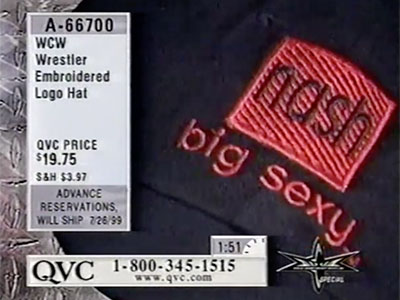 A-66700
WCW
Wrestler
Embroidered
Logo Hat
QVC PRICE
$19.75
S&H $3.97
ADVANCE
RESERVATIONS,
WILL SHIP 7/26/99
nash
big sexy
1:51
QVC 1-800-345-1515
www.qvc.com
SPECIAL